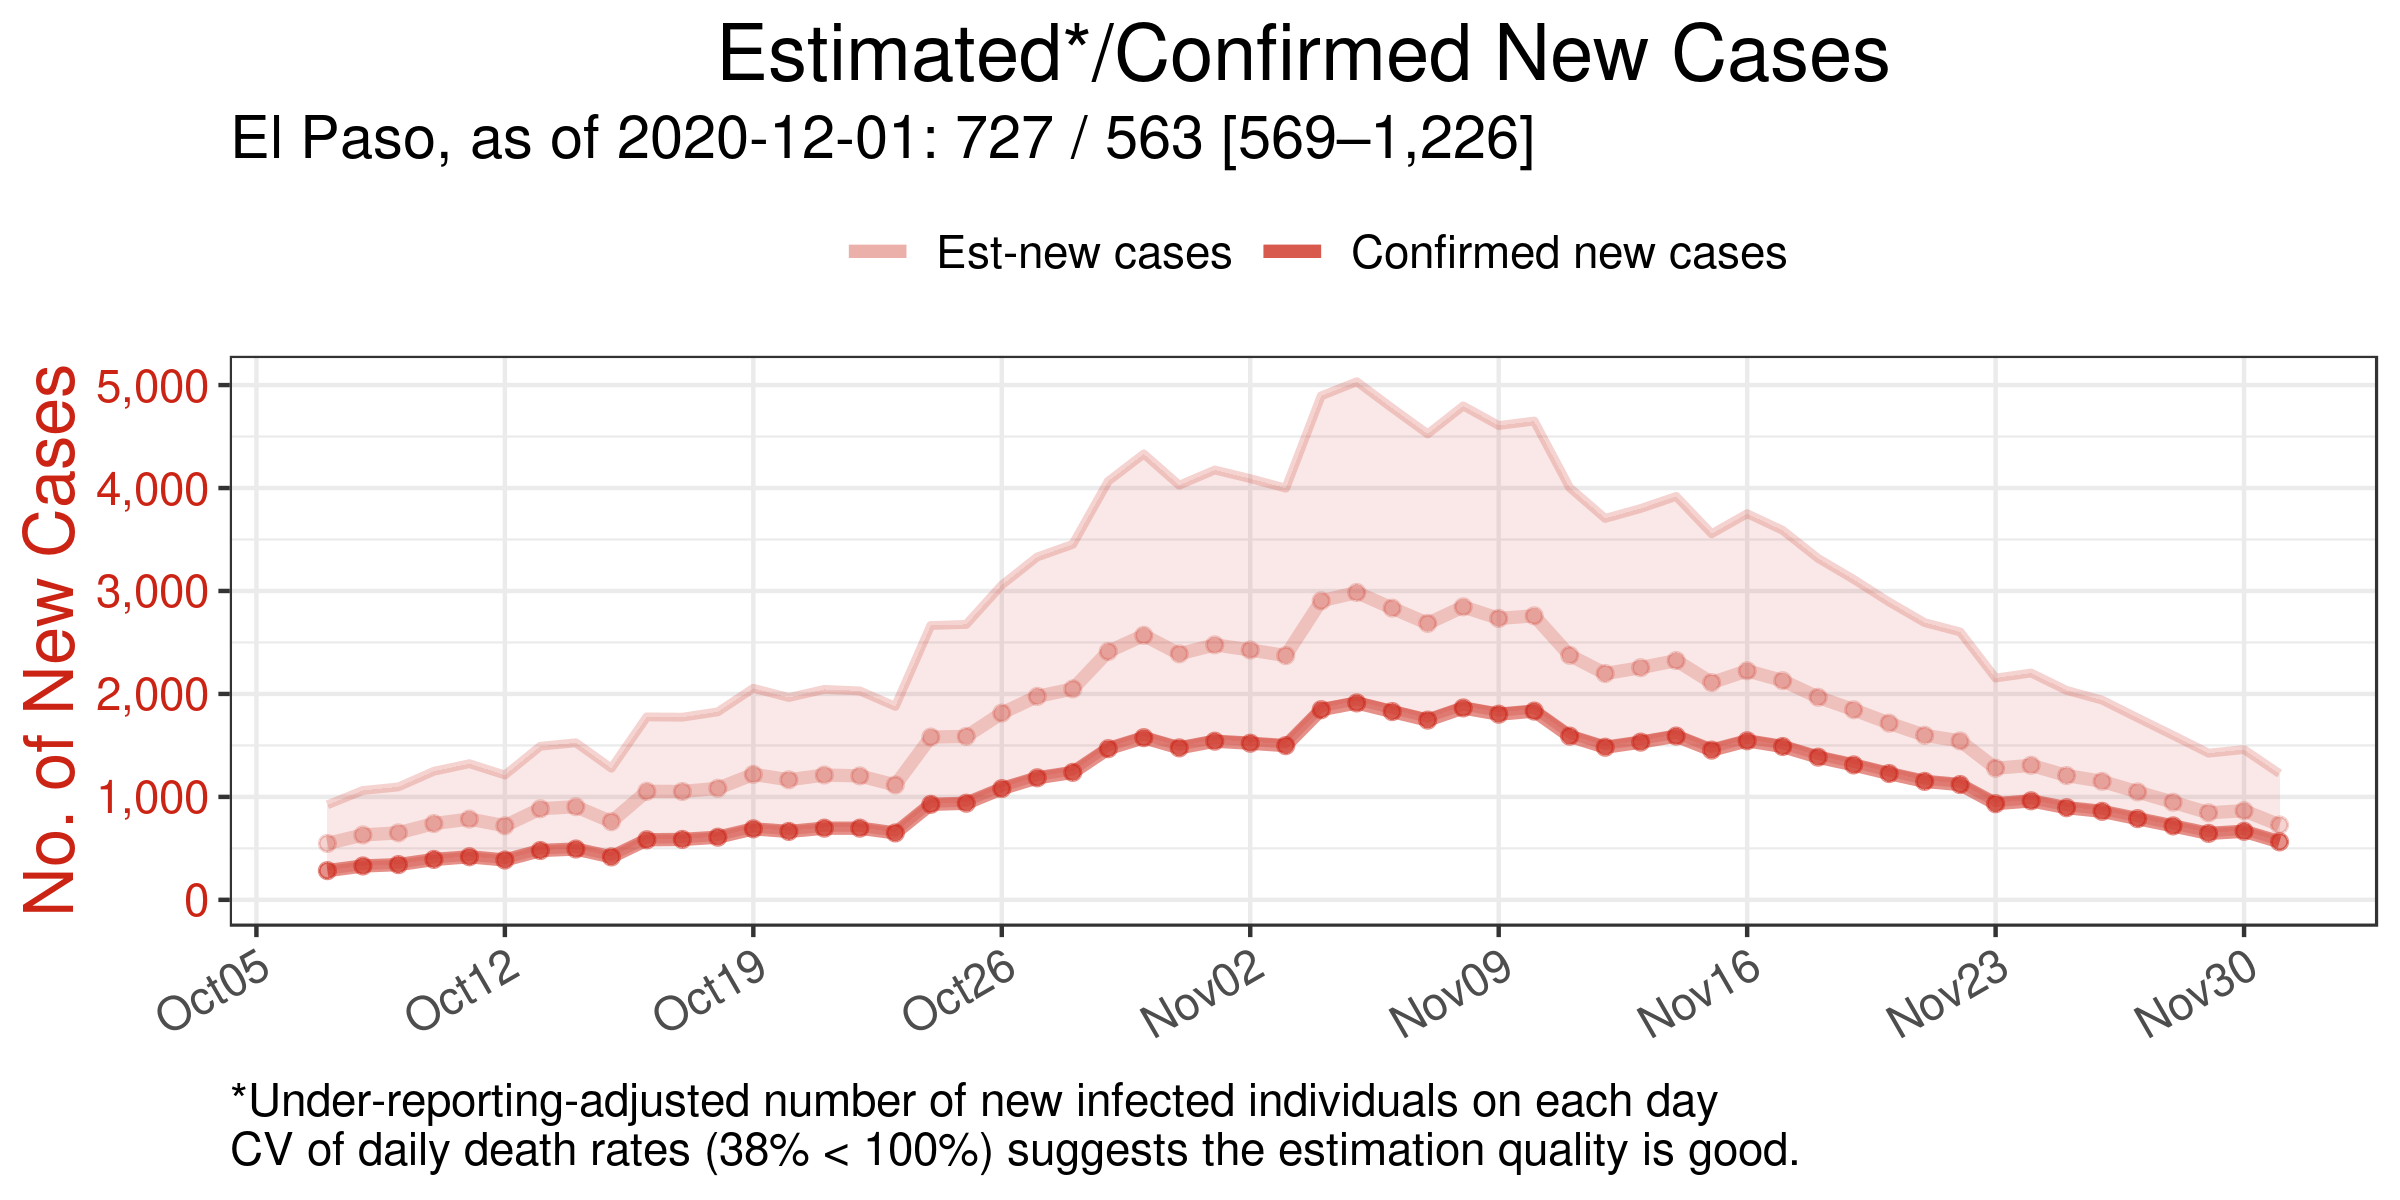 Estimated*/Confirmed New Cases
El Paso, as of 2020-12-01: 727 / 563 [569–1,226]
Est-new cases Confirmed new cases
No. of New Cases
5,000
4,000
3,000
2,000
1,000
0
Oct05 Oct12 Oct19 Oct26 Nov02 Nov09 Nov16 Nov23 Nov30
*Under-reporting-adjusted number of new infected individuals on each day
CV of daily death rates (38% < 100%) suggests the estimation quality is good.